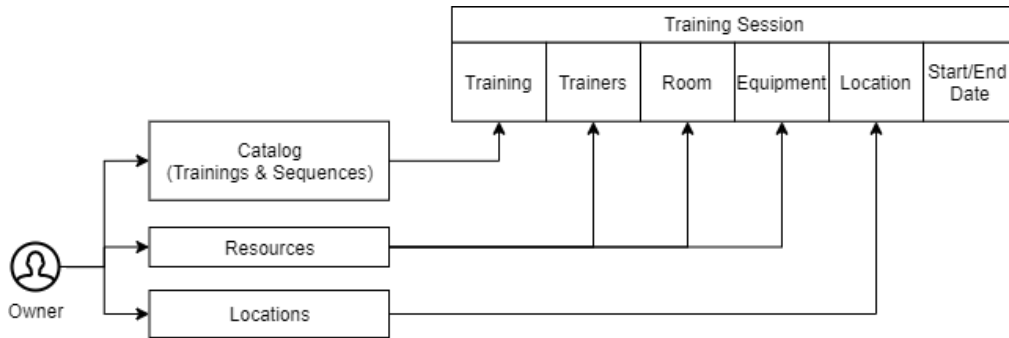 Training Session
Training
Trainers
Room
Equipment
Location
Start/End
Date
Catalog
(Trainings & Sequences)
Resources
Owner
Locations